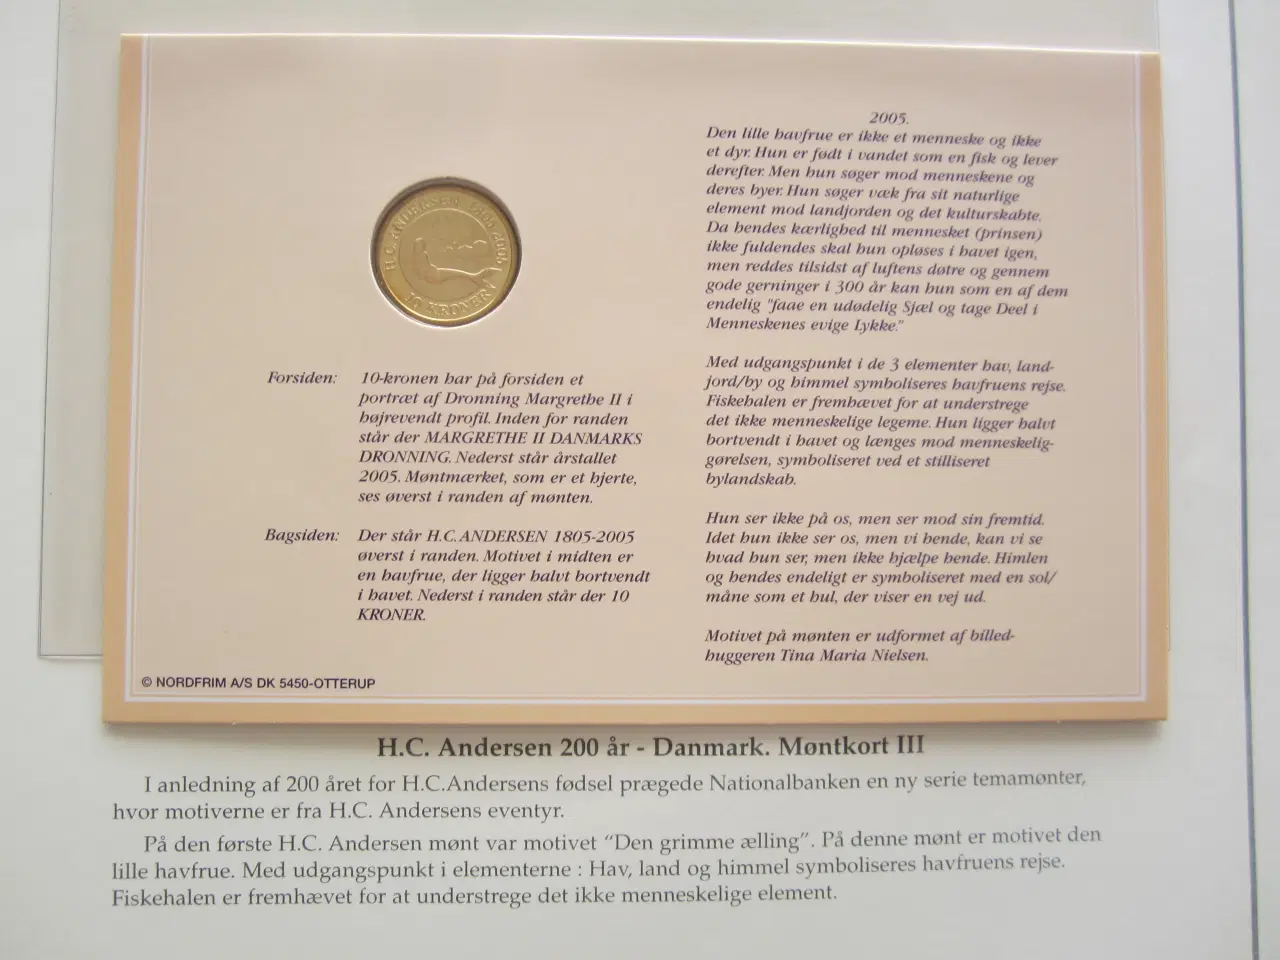 H.C. ANDERSEN 1805-2005
10 KRONER
Forsiden: 10-kronen har på forsiden et
portræt af Dronning Margrethe II i
højrevendt profil. Inden for randen
står der MARGRETHE II DANMARKS
DRONNING. Nederst står årstallet
2005. Møntmærket, som er et hjerte,
ses øverst i randen af mønten.
Bagsiden: Der står H.C. ANDERSEN 1805-2005
øverst i randen. Motivet i midten er
en havfrue, der ligger halvt bortvendt
i havet. Nederst i randen står der 10
KRONER.
© NORDFRIM A/S DK 5450-OTTERUP
2005.
Den lille havfrue er ikke et menneske og ikke
et dyr. Hun er født i vandet som en fisk og lever
derefter. Men hun søger mod menneskene og
deres byer. Hun søger væk fra sit naturlige
element mod landjorden og det kulturskabte.
Da hendes kærlighed til mennesket (prinsen)
ikke fuldendes skal hun opløses i havet igen,
men reddes tilsidst af luftens døtre og gennem
gode gerninger i 300 år kan hun som en af dem
endelig "faae en udødelig Sjæl og tage Deel i
Menneskenes evige Lykke."
Med udgangspunkt i de 3 elementer hav, land-
jord/by og himmel symboliseres havfruens rejse.
Fiskehalen er fremhævet for at understrege
det ikke menneskelige legeme. Hun ligger halvt
bortvendt i havet og længes mod menneskelig-
gørelsen, symboliseret ved et stilliseret
bylandskab.
Hun ser ikke på os, men ser mod sin fremtid.
Idet hun ikke ser os, men vi hende, kan vi se
hvad hun ser, men ikke hjælpe hende. Himlen
og hendes endeligt er symboliseret med en sol/
måne som et hul, der viser en vej ud.
Motivet på mønten er udformet af billed-
huggeren Tina Maria Nielsen.
H.C. Andersen 200 år - Danmark. Møntkort III
I anledning af 200 året for H.C.Andersens fødsel prægede Nationalbanken en ny serie temamønter,
hvor motiverne er fra H.C. Andersens eventyr.
På den første H.C. Andersen mønt var motivet "Den grimme ælling". På denne mønt er motivet den
lille havfrue. Med udgangspunkt i elementerne : Hav, land og himmel symboliseres havfruens rejse.
Fiskehalen er fremhævet for at understrege det ikke menneskelige element.